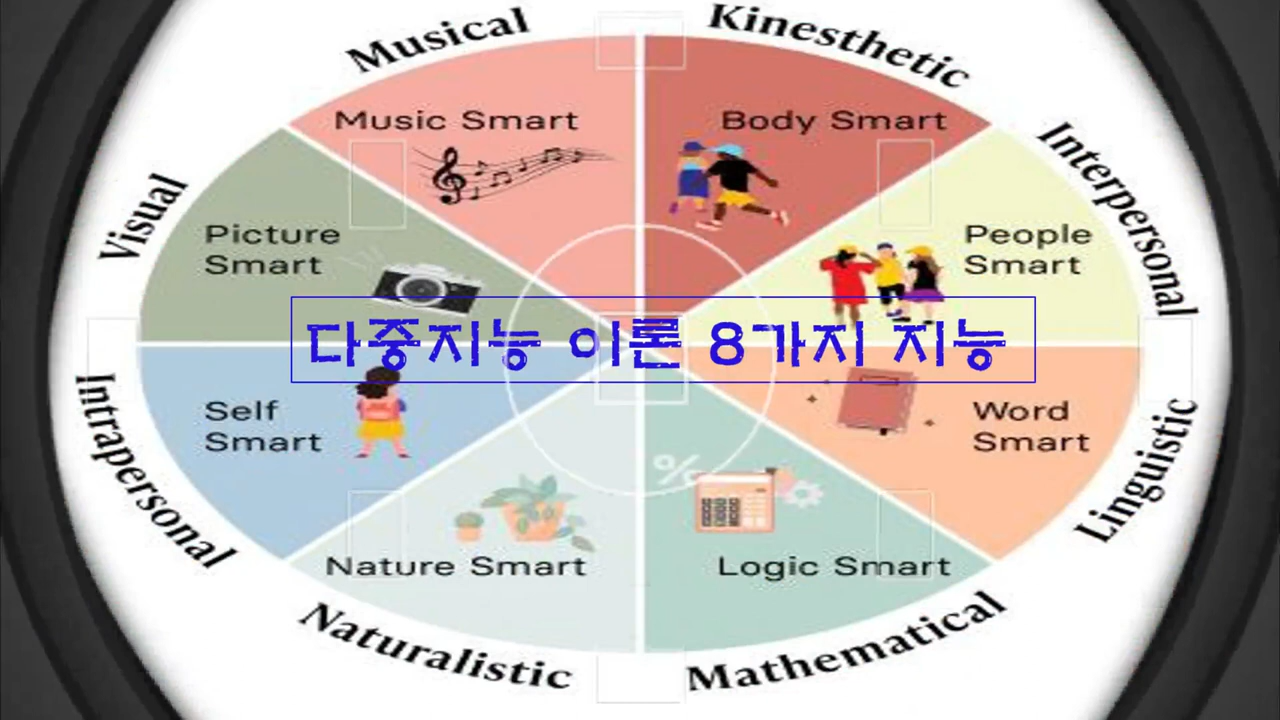 Musical
Kinesthetic
Music Smart
Body Smart
Visual
Interpersonal
Picture
Smart
People
Smart
다중지능 이론 8가지 지능
Self
Smart
Word
Smart
Intrapersonal
Linguistic
%
Nature Smart
Logic Smart
Naturalistic
Mathematical